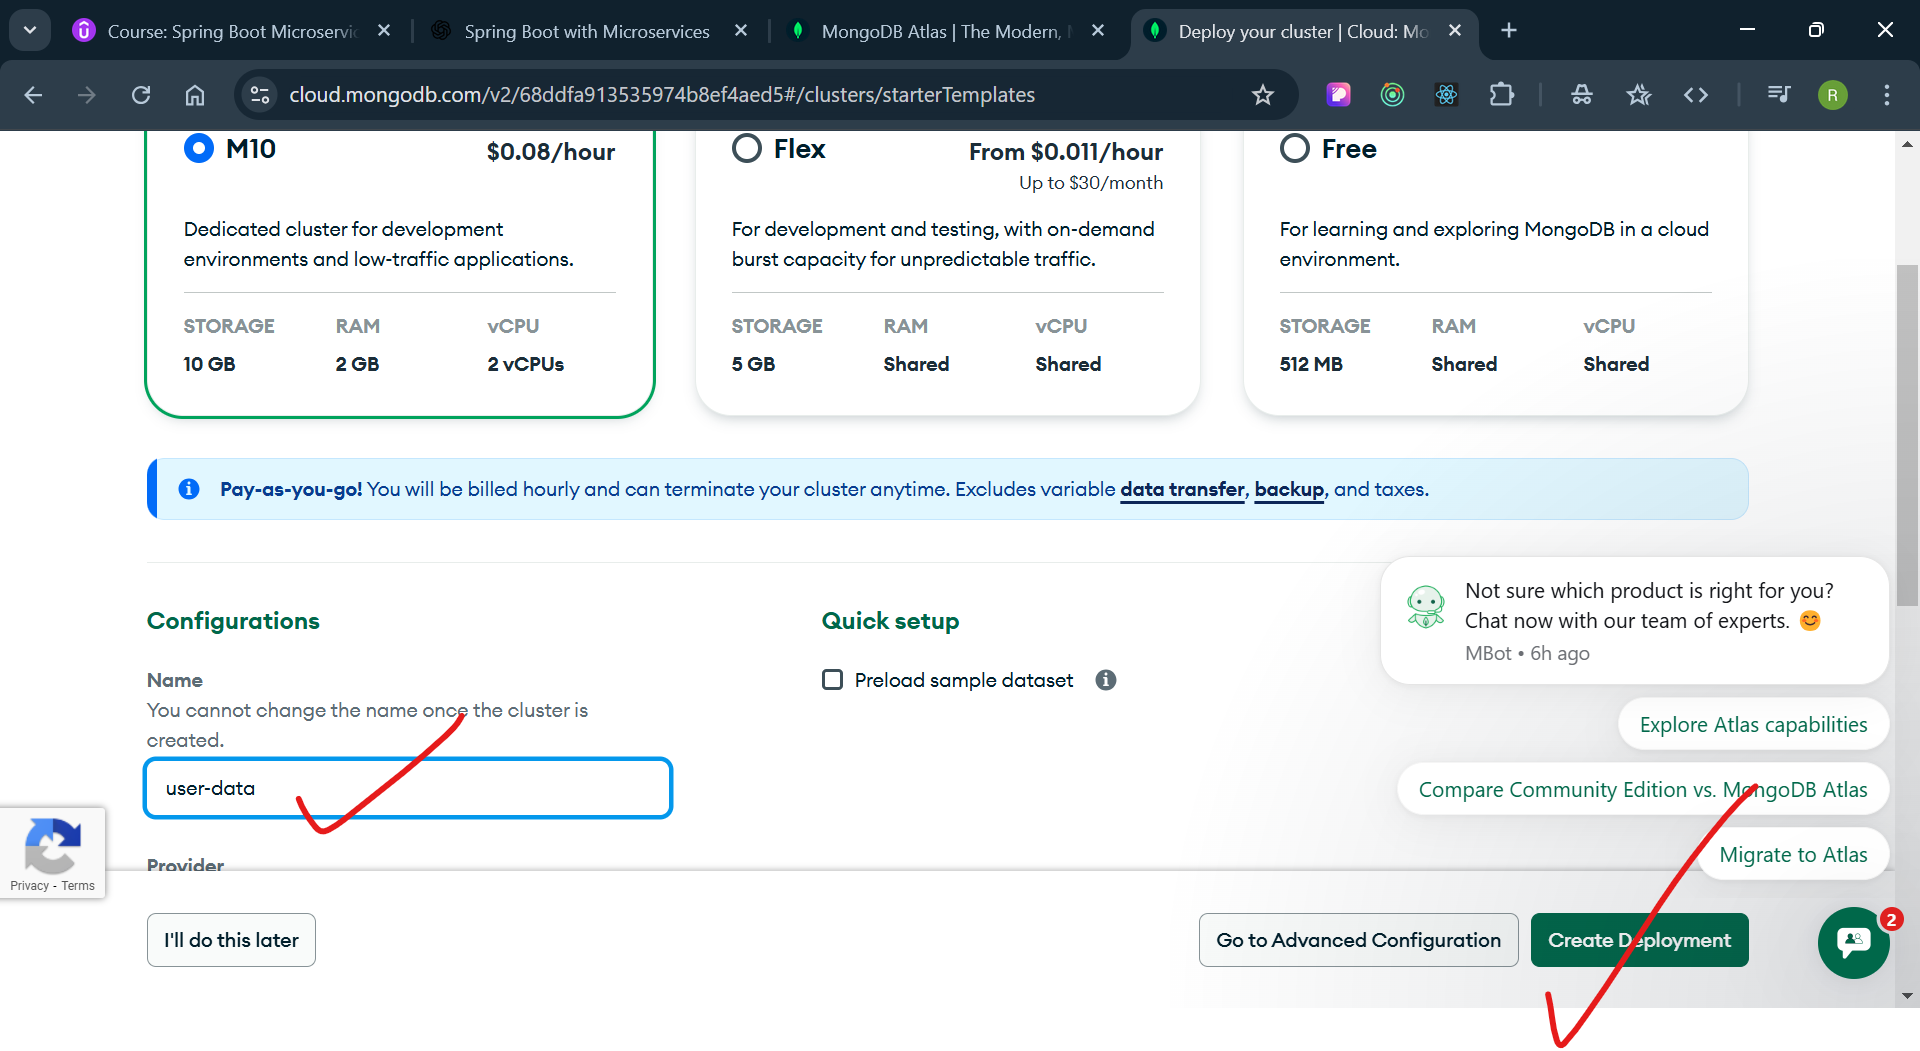 Course: Spring Boot Microservic
Spring Boot with Microservices
MongoDB Atlas | The Modern, M
Deploy your cluster | Cloud: Mo
cloud.mongodb.com/v2/68ddfa913535974b8ef4aed5#/clusters/starterTemplates
R
M10
$0.08/hour
Dedicated cluster for development
environments and low-traffic applications.
STORAGE RAM vCPU
10 GB 2 GB 2 vCPUs
Flex
From $0.011/hour
Up to $30/month
For development and testing, with on-demand
burst capacity for unpredictable traffic.
STORAGE RAM vCPU
5 GB Shared Shared
Free
For learning and exploring MongoDB in a cloud
environment.
STORAGE RAM vCPU
512 MB Shared Shared
Pay-as-you-go! You will be billed hourly and can terminate your cluster anytime. Excludes variable data transfer, backup, and taxes.
Configurations
Name
You cannot change the name once the cluster is
created.
user-data
Provider
Quick setup
Preload sample dataset
Not sure which product is right for you?
Chat now with our team of experts. 😊
MBot • 6h ago
Explore Atlas capabilities
Compare Community Edition vs. MongoDB Atlas
Migrate to Atlas
2
Privacy - Terms
I'll do this later
Go to Advanced Configuration
Create Deployment